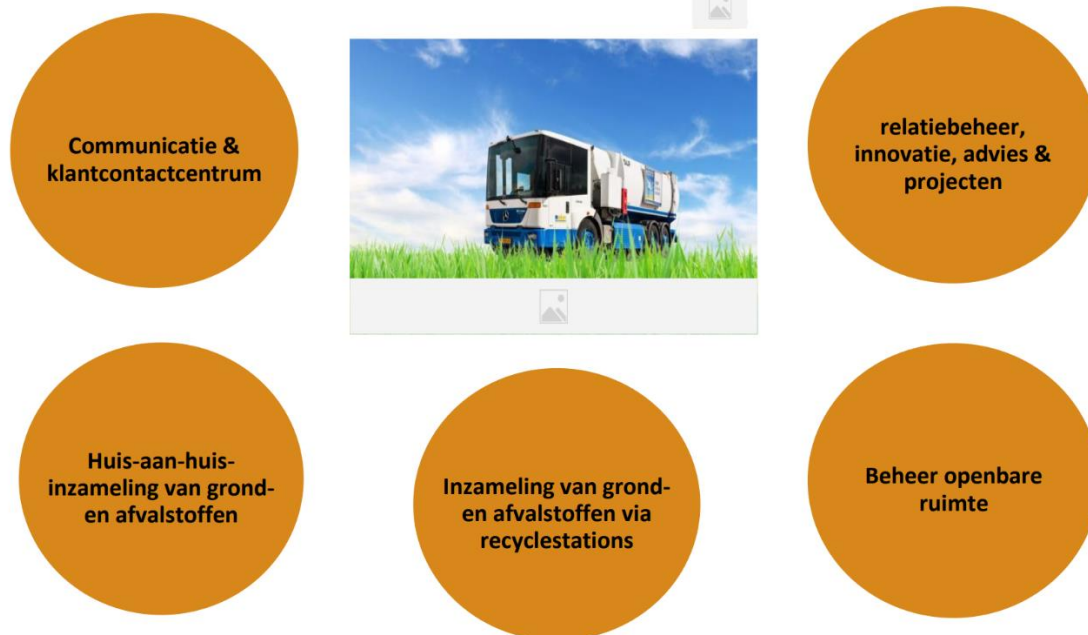 Communicatie &
klantcontactcentrum
relatiebeheer,
innovatie, advies &
projecten
Huis-aan-huis-
inzameling van grond-
en afvalstoffen
Inzameling van grond-
en afvalstoffen via
recyclestations
Beheer openbare
ruimte